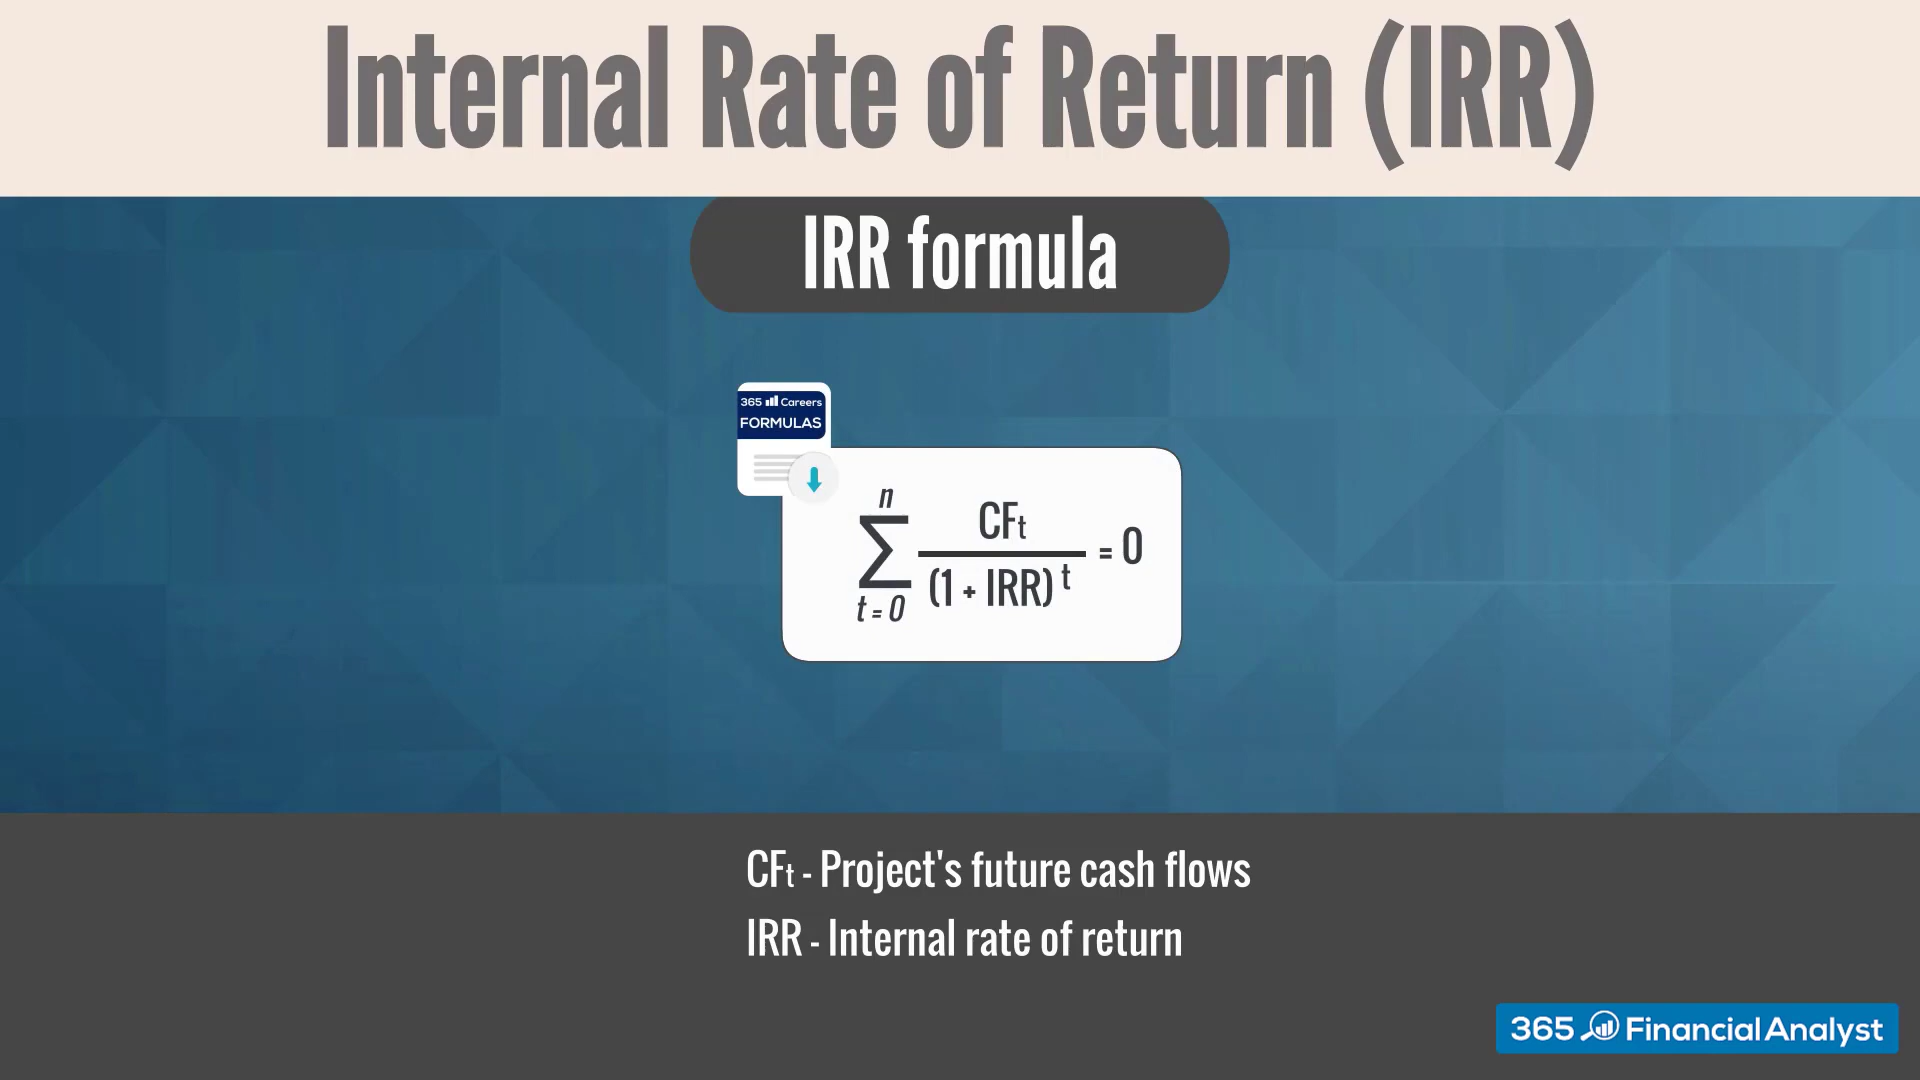 Internal Rate of Return (IRR)
IRR formula
365 Careers
FORMULAS
n
∑
t = 0
CFt
(1 + IRR) t
= 0
CFt - Project's future cash flows
IRR - Internal rate of return
365 Financial Analyst